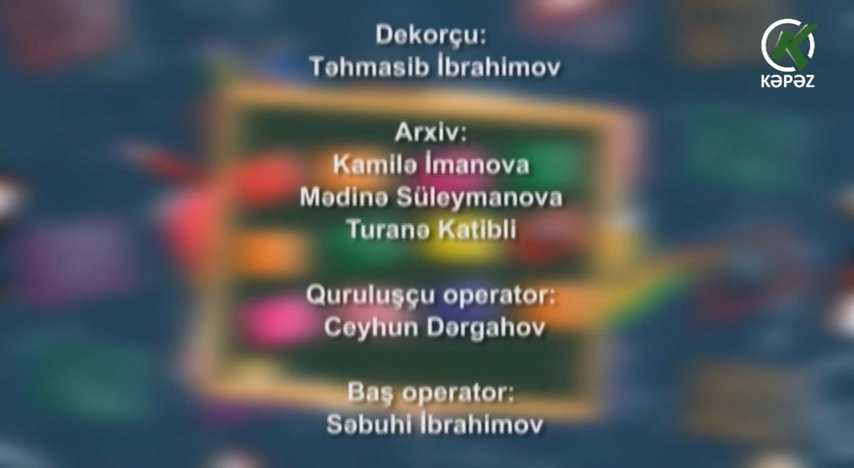 Dekorçu:
Təhmasib İbrahimov
KƏPƏZ
Arxiv:
Kamilə İmanova
Mədinə Süleymanova
Turanə Katibli
Quruluşçu operator:
Ceyhun Dərgahov
Baş operator:
Səbuhi İbrahimov